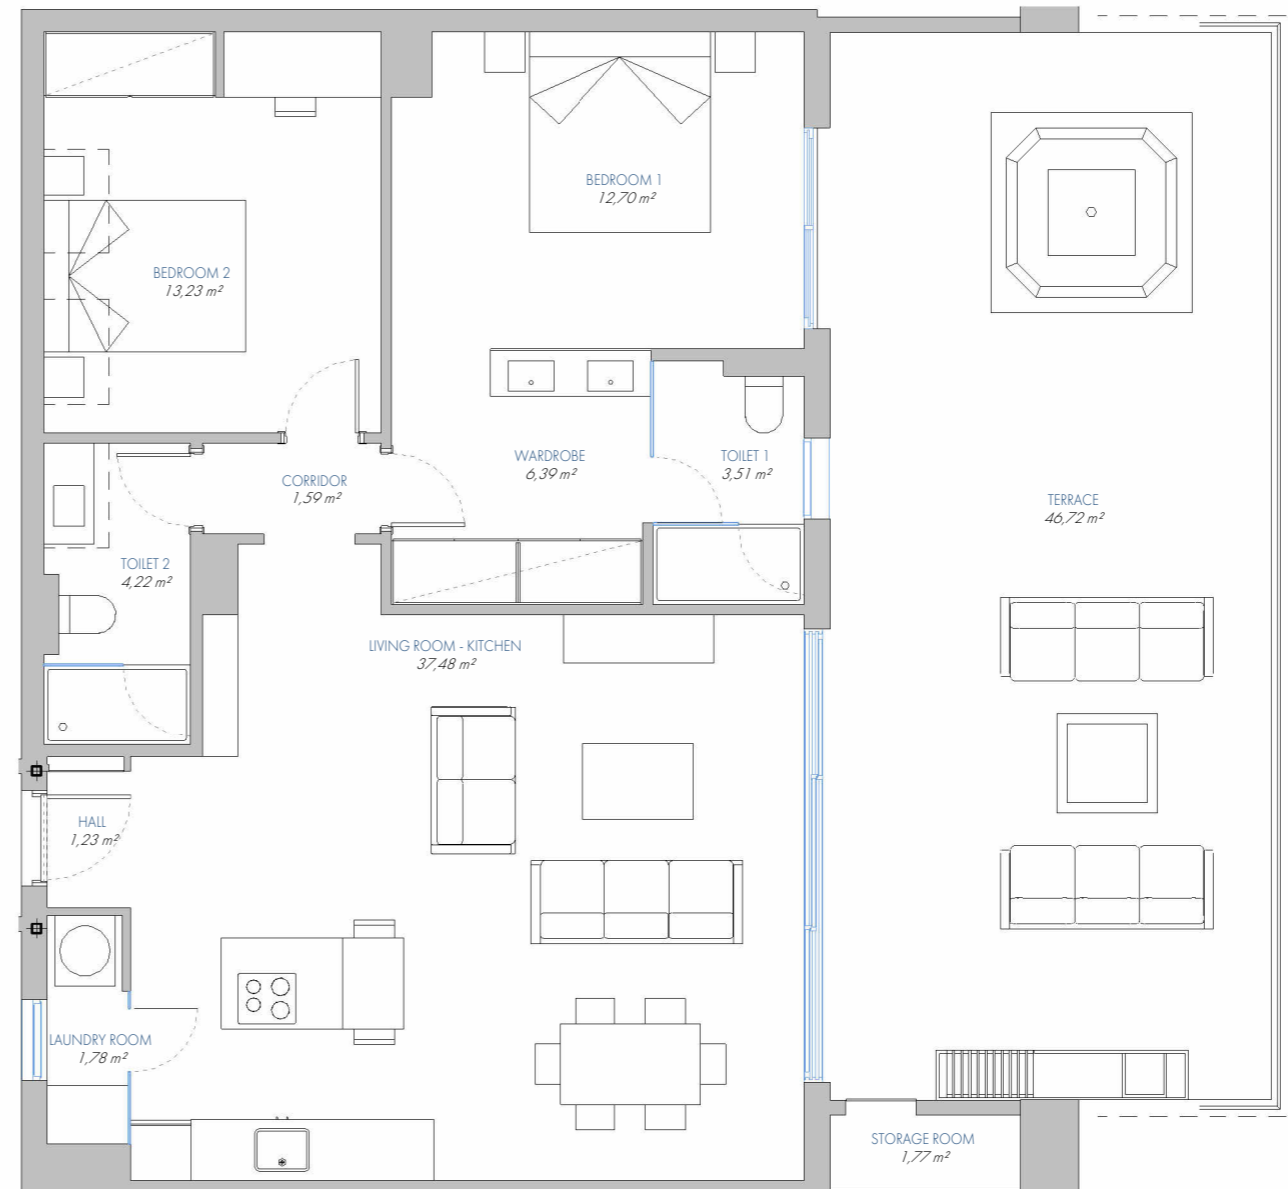 BEDROOM 1
12,70 m²
BEDROOM 2
13,23 m²
WARDROBE
6,39 m²
TOILET 1
3,51 m²
CORRIDOR
1,59 m²
TERRACE
46,72 m²
TOILET 2
4,22 m²
LIVING ROOM - KITCHEN
37,48 m²
HALL
1,23 m²
LAUNDRY ROOM
1,78 m²
STORAGE ROOM
1,77 m²